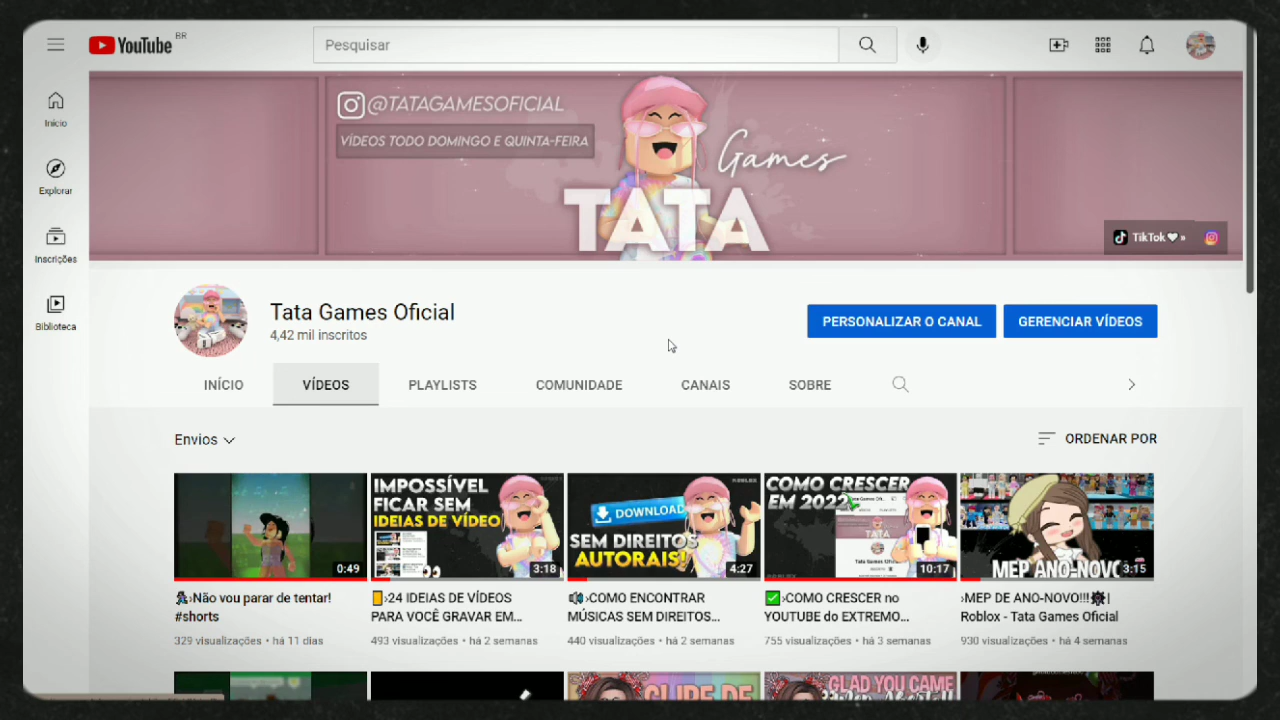 YouTube BR
Pesquisar
Início
Explorar
Inscrições
Biblioteca
@TATAGAMESOFICIAL
VÍDEOS TODO DOMINGO E QUINTA-FEIRA
Games
TATA
TikTok🤍 »
Tata Games Oficial
4,42 mil inscritos
PERSONALIZAR O CANAL
GERENCIAR VÍDEOS
INÍCIO VÍDEOS PLAYLISTS COMUNIDADE CANAIS SOBRE
Envios
ORDENAR POR
0:49
IMPOSSÍVEL
FICAR SEM
IDEIAS DE VÍDEO
3:18
DOWNLOAD
SEM DIREITOS
AUTORAIS!
4:27
COMO CRESCER
EM 2022
TATA
10:17
MEP ANO-NOVO
3:15
›Não vou parar de tentar!
#shorts
329 visualizações • há 11 dias
›24 IDEIAS DE VÍDEOS
PARA VOCÊ GRAVAR EM...
493 visualizações • há 2 semanas
›COMO ENCONTRAR
MÚSICAS SEM DIREITOS...
440 visualizações • há 2 semanas
›COMO CRESCER no
YOUTUBE do EXTREMO...
755 visualizações • há 3 semanas
›MEP DE ANO-NOVO!!! |
Roblox - Tata Games Oficial
930 visualizações • há 4 semanas
CLIPE DE
GLAD YOU CAME